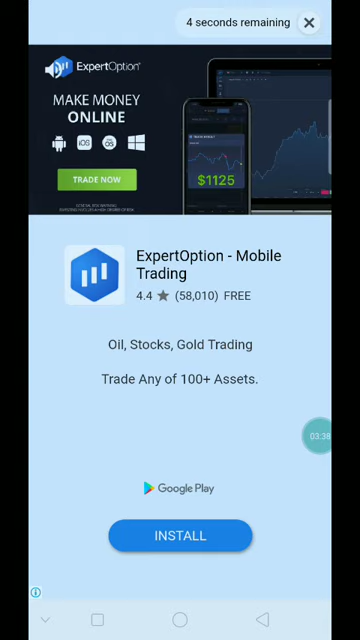 4 seconds remaining
ExpertOption
MAKE MONEY
ONLINE
iOS
TRADE NOW
$1125
ExpertOption - Mobile
Trading
4.4 ★ (58,010) FREE
Oil, Stocks, Gold Trading
Trade Any of 100+ Assets.
03:38
Google Play
INSTALL